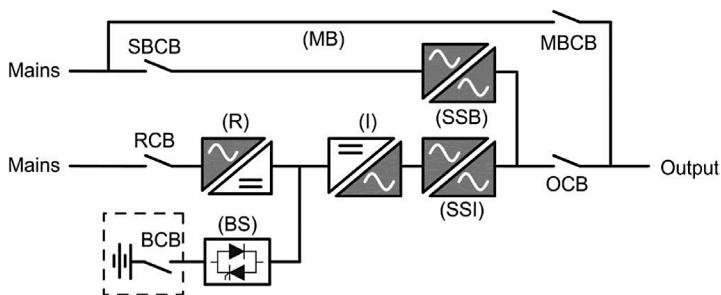 (MB)
MBCB
SBCB
Mains
(SSB)
(R)
(I)
RCB
Mains
Output
OCB
(SSI)
(BS)
BCB